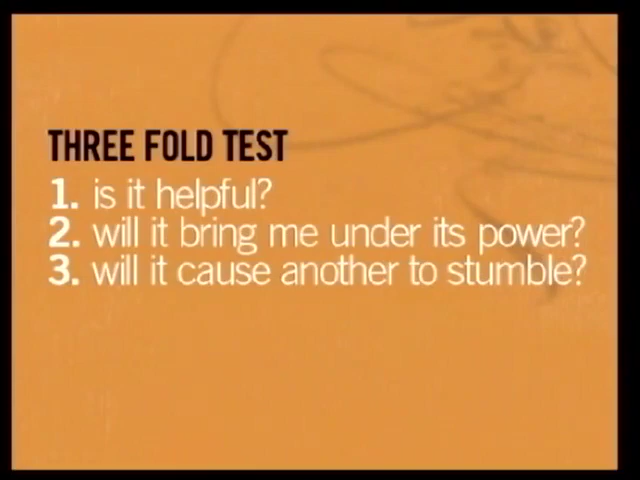 THREE FOLD TEST
1. is it helpful?
2. will it bring me under its power?
3. will it cause another to stumble?